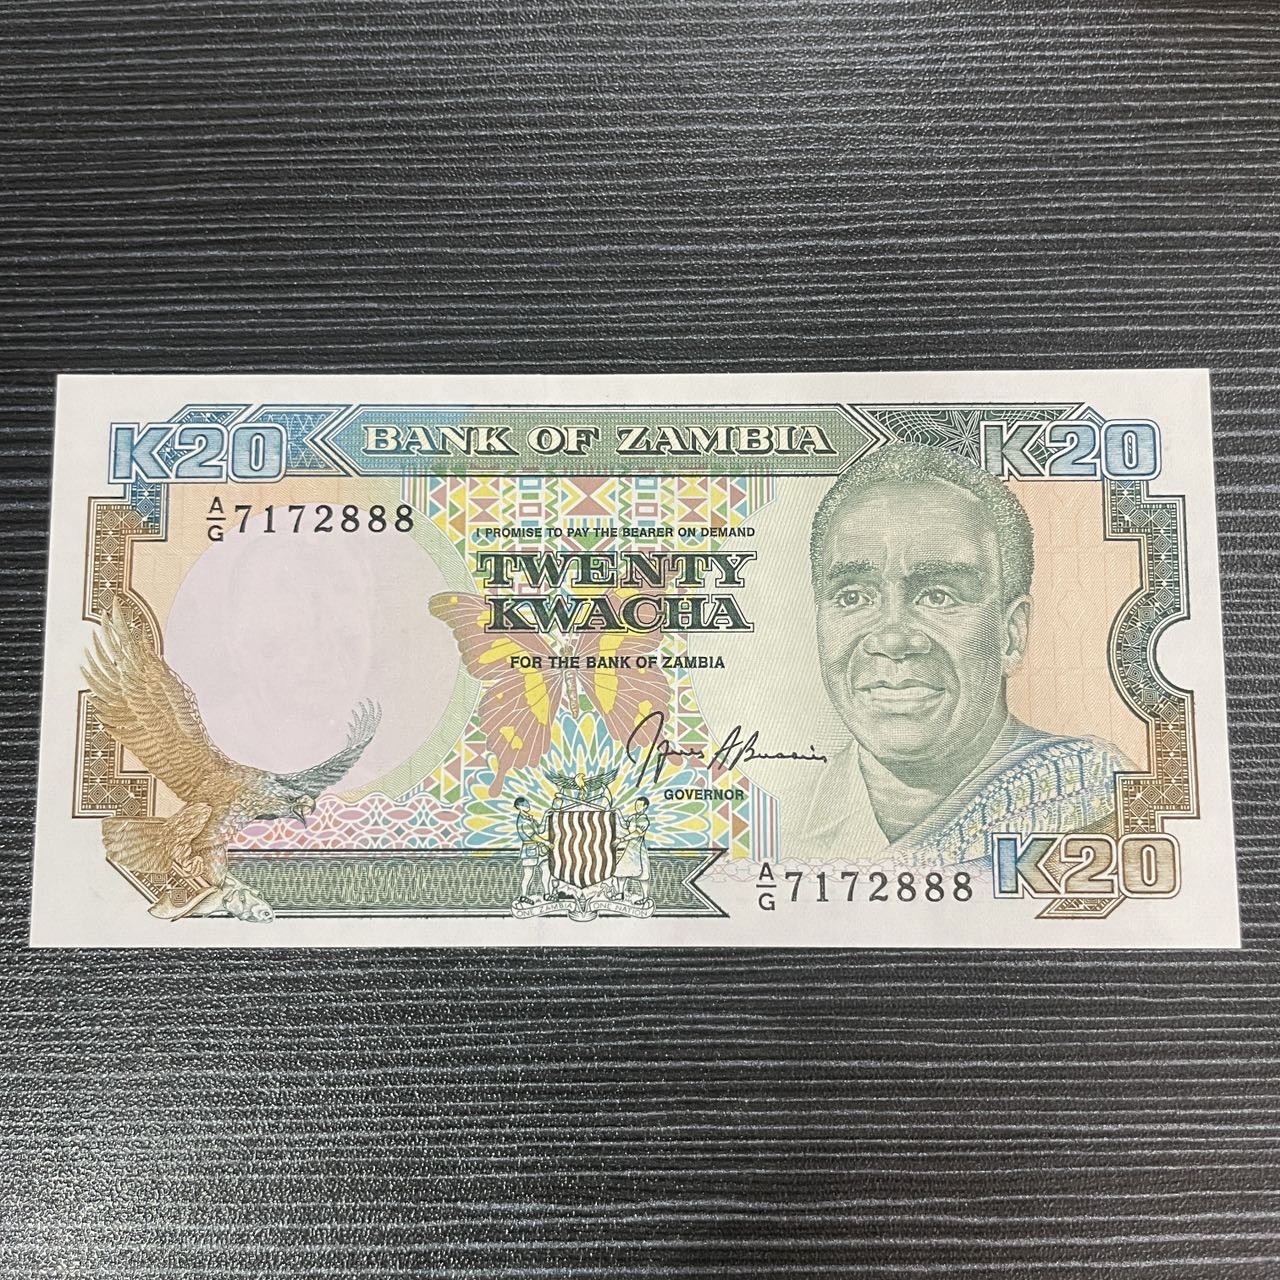 K20
BANK OF ZAMBIA
K20
A/G 7172888
I PROMISE TO PAY THE BEARER ON DEMAND
TWENTY
KWACHA
FOR THE BANK OF ZAMBIA
GOVERNOR
A/G 7172888
K20
ONE ZAMBIA ONE NATION